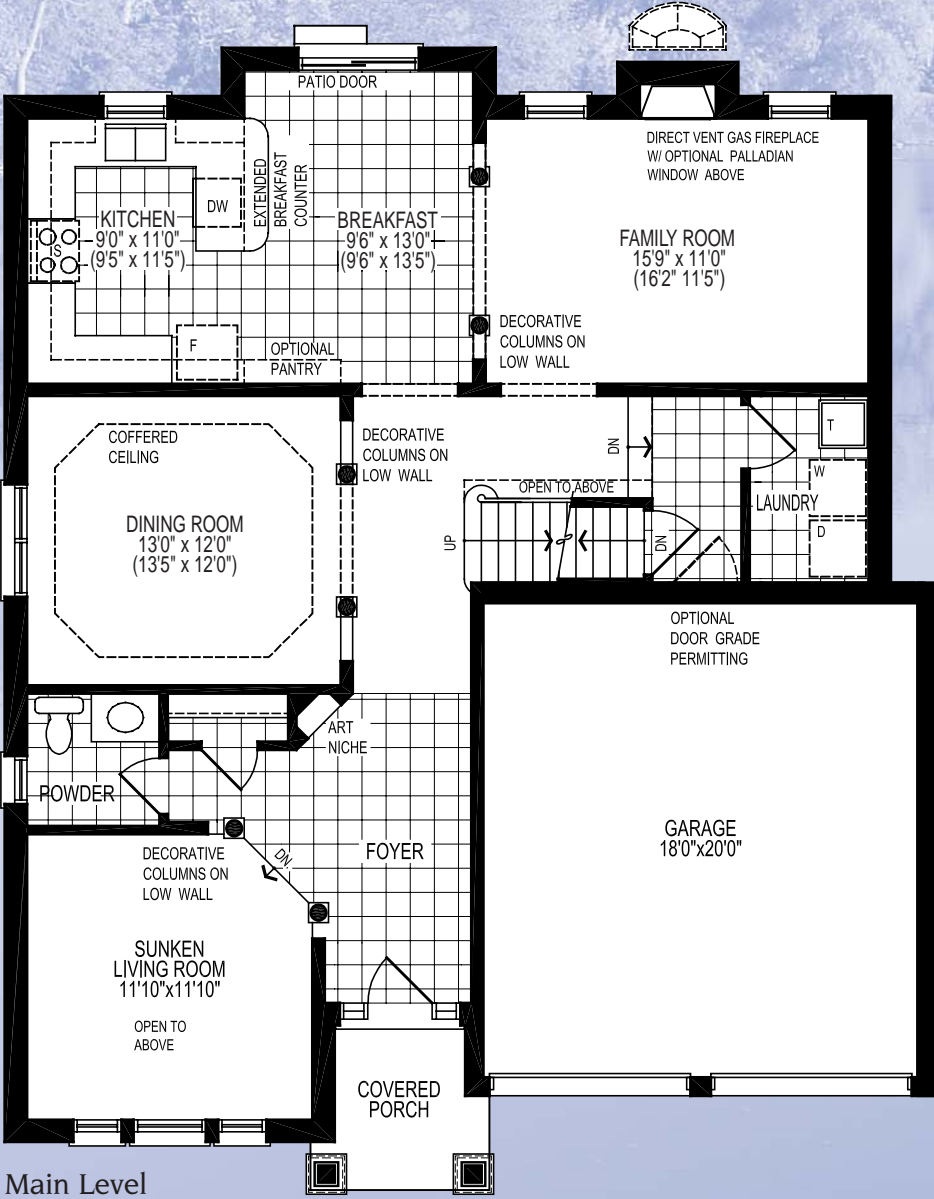 PATIO DOOR
DIRECT VENT GAS FIREPLACE
W/ OPTIONAL PALLADIAN
WINDOW ABOVE
EXTENDED
BREAKFAST
COUNTER
DW
KITCHEN
9'0" x 11'0"
(9'5" x 11'5")
S
BREAKFAST
9'6" x 13'0"
(9'6" x 13'5")
FAMILY ROOM
15'9" x 11'0"
(16'2" 11'5")
DECORATIVE
COLUMNS ON
LOW WALL
F
OPTIONAL
PANTRY
COFFERED
CEILING
DECORATIVE
COLUMNS ON
LOW WALL
DN
T
W
LAUNDRY
D
OPEN TO ABOVE
UP
DN
DINING ROOM
13'0" x 12'0"
(13'5" x 12'0")
OPTIONAL
DOOR GRADE
PERMITTING
ART
NICHE
POWDER
FOYER
GARAGE
18'0"x20'0"
DECORATIVE
COLUMNS ON
LOW WALL
DN
SUNKEN
LIVING ROOM
11'10"x11'10"
OPEN TO
ABOVE
COVERED
PORCH
Main Level